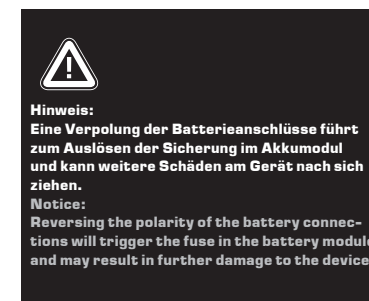 Hinweis:
Eine Verpolung der Batterieanschlüsse führt
zum Auslösen der Sicherung im Akkumodul
und kann weitere Schäden am Gerät nach sich
ziehen.
Notice:
Reversing the polarity of the battery connec-
tions will trigger the fuse in the battery module
and may result in further damage to the device